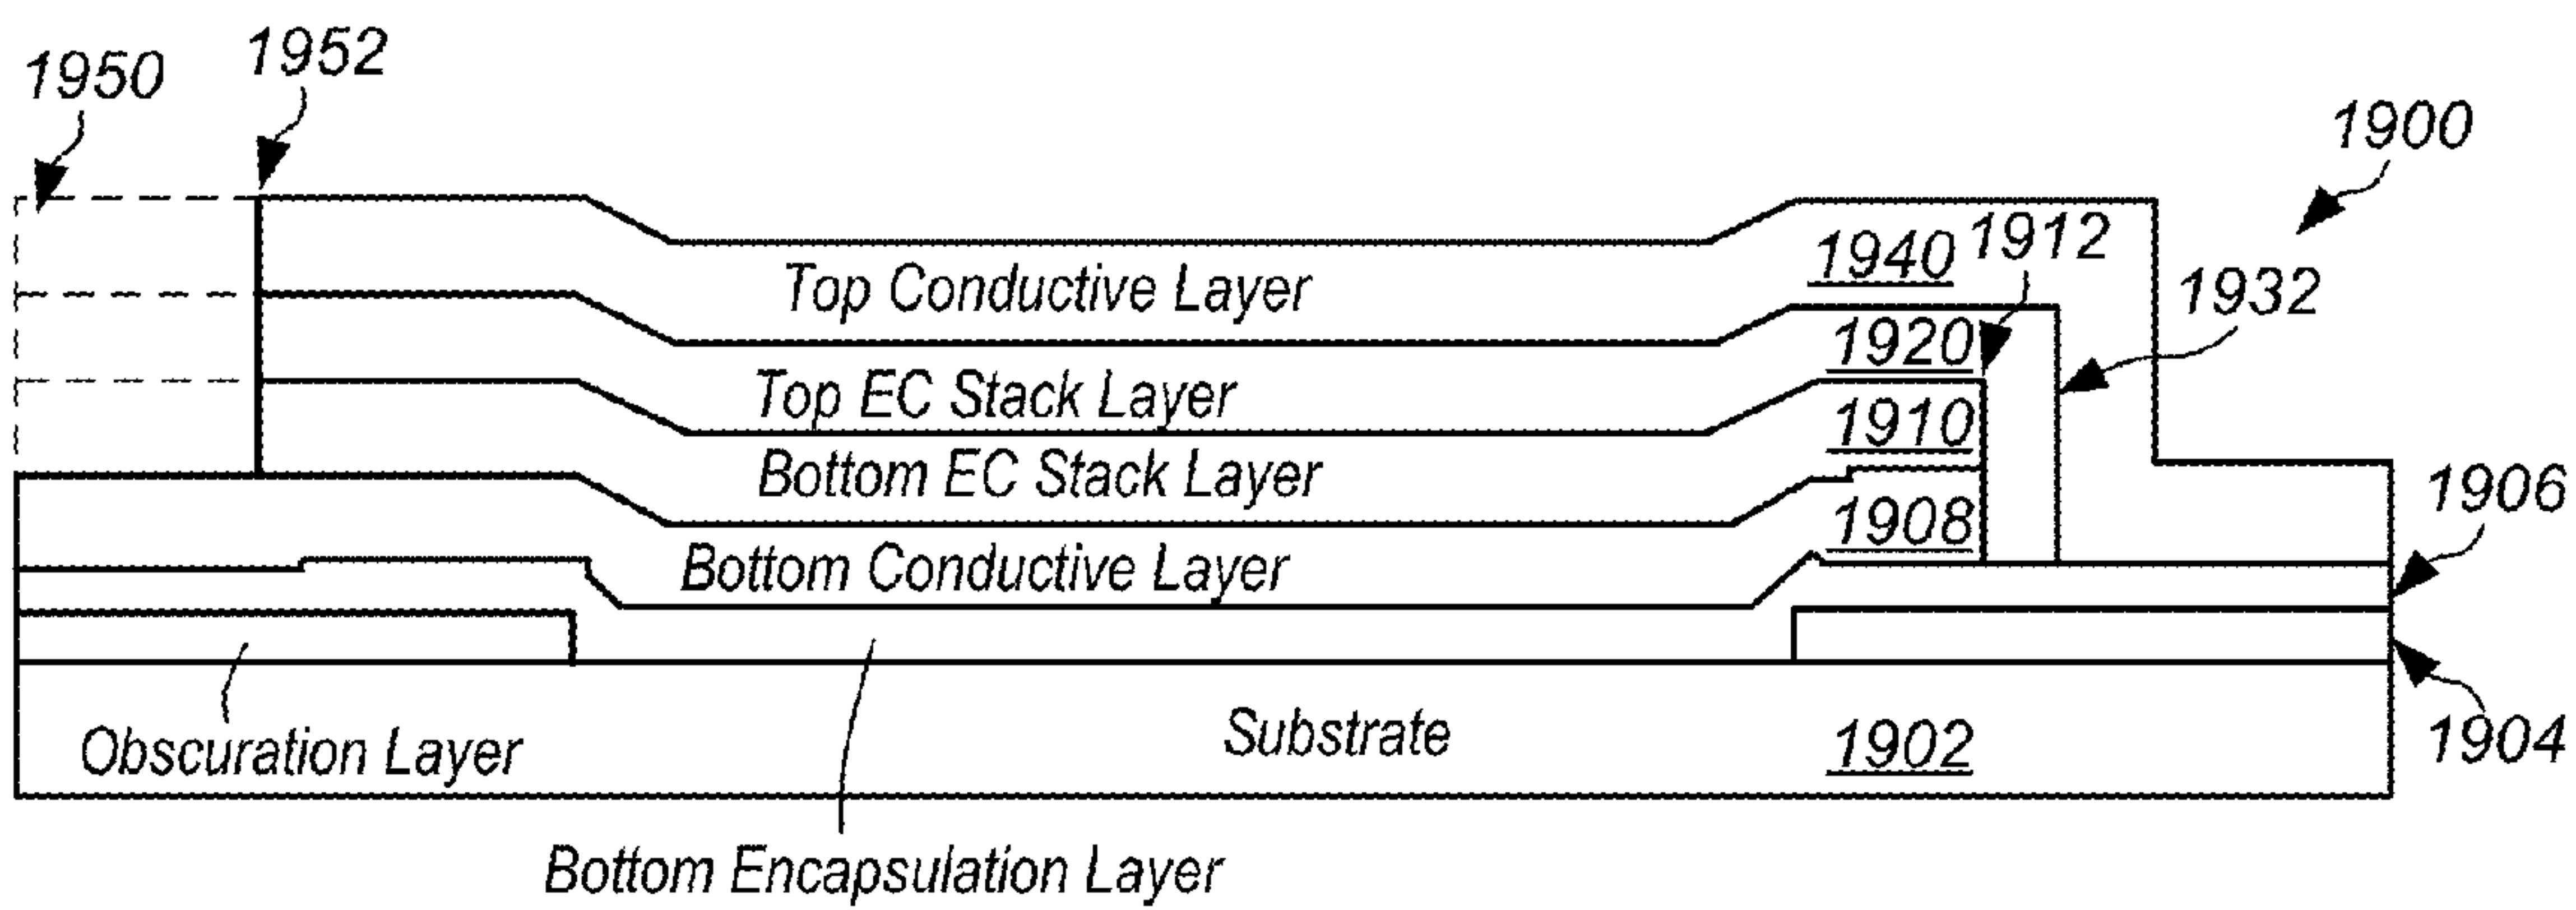 1952
1950
1900
1912
1940
1932
Top Conductive Layer
1920
Top EC Stack Layer
1910
Bottom EC Stack Layer
1906
1908
Bottom Conductive Layer
Substrate
1902
1904
Obscuration Layer
Bottom Encapsulation Layer